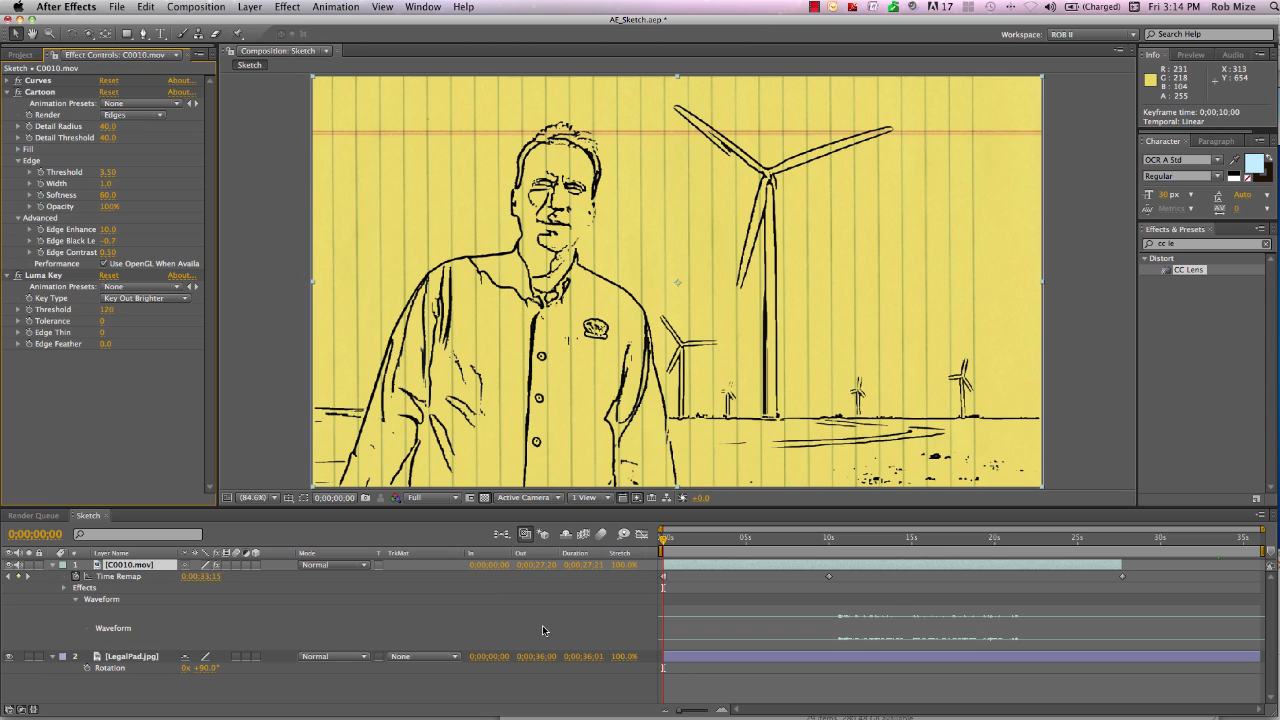 After Effects File Edit Composition Layer Effect Animation View Window Help 17 (Charged) Fri 3:14 PM Rob Mize
AE_Sketch.aep *
Workspace: ROB II Search Help
Project Effect Controls: C0010.mov Composition: Sketch Info Preview Audio
Sketch • C0010.mov Sketch
Curves Reset About...
Cartoon Reset About...
Animation Presets: None
Render Edges
Detail Radius 40.0
Detail Threshold 40.0
Fill
Edge
Threshold 3.50
Width 1.0
Softness 60.0
Opacity 100%
Advanced
Edge Enhance 10.0
Edge Black Le -0.7
Edge Contrast 0.50
Performance Use OpenGL When Availa
Luma Key Reset About...
Animation Presets: None
Key Type Key Out Brighter
Threshold 120
Tolerance 0
Edge Thin 0
Edge Feather 0.0
R : 231 X : 313
G : 218 Y : 654
B : 104
A : 255
Keyframe time: 0;00;10;00
Temporal: Linear
Character Paragraph
OCR A Std
Regular
30 px Auto
Metrics 0
Effects & Presets
cc le
Distort
CC Lens
(84.6%) 0;00;00;00 Full Active Camera 1 View +0.0
Render Queue Sketch
0;00;00;00 05s 10s 15s 20s 25s 30s 35s
# Layer Name Mode T TrkMat In Out Duration Stretch
1 [C0010.mov] Normal 0;00;00;00 0;00;27;20 0;00;27;21 100.0%
Time Remap 0;00;33;15
Effects
Waveform
Waveform
2 [LegalPad.jpg] Normal None 0;00;00;00 0;00;36;00 0;00;36;01 100.0%
Rotation 0x +90.0°